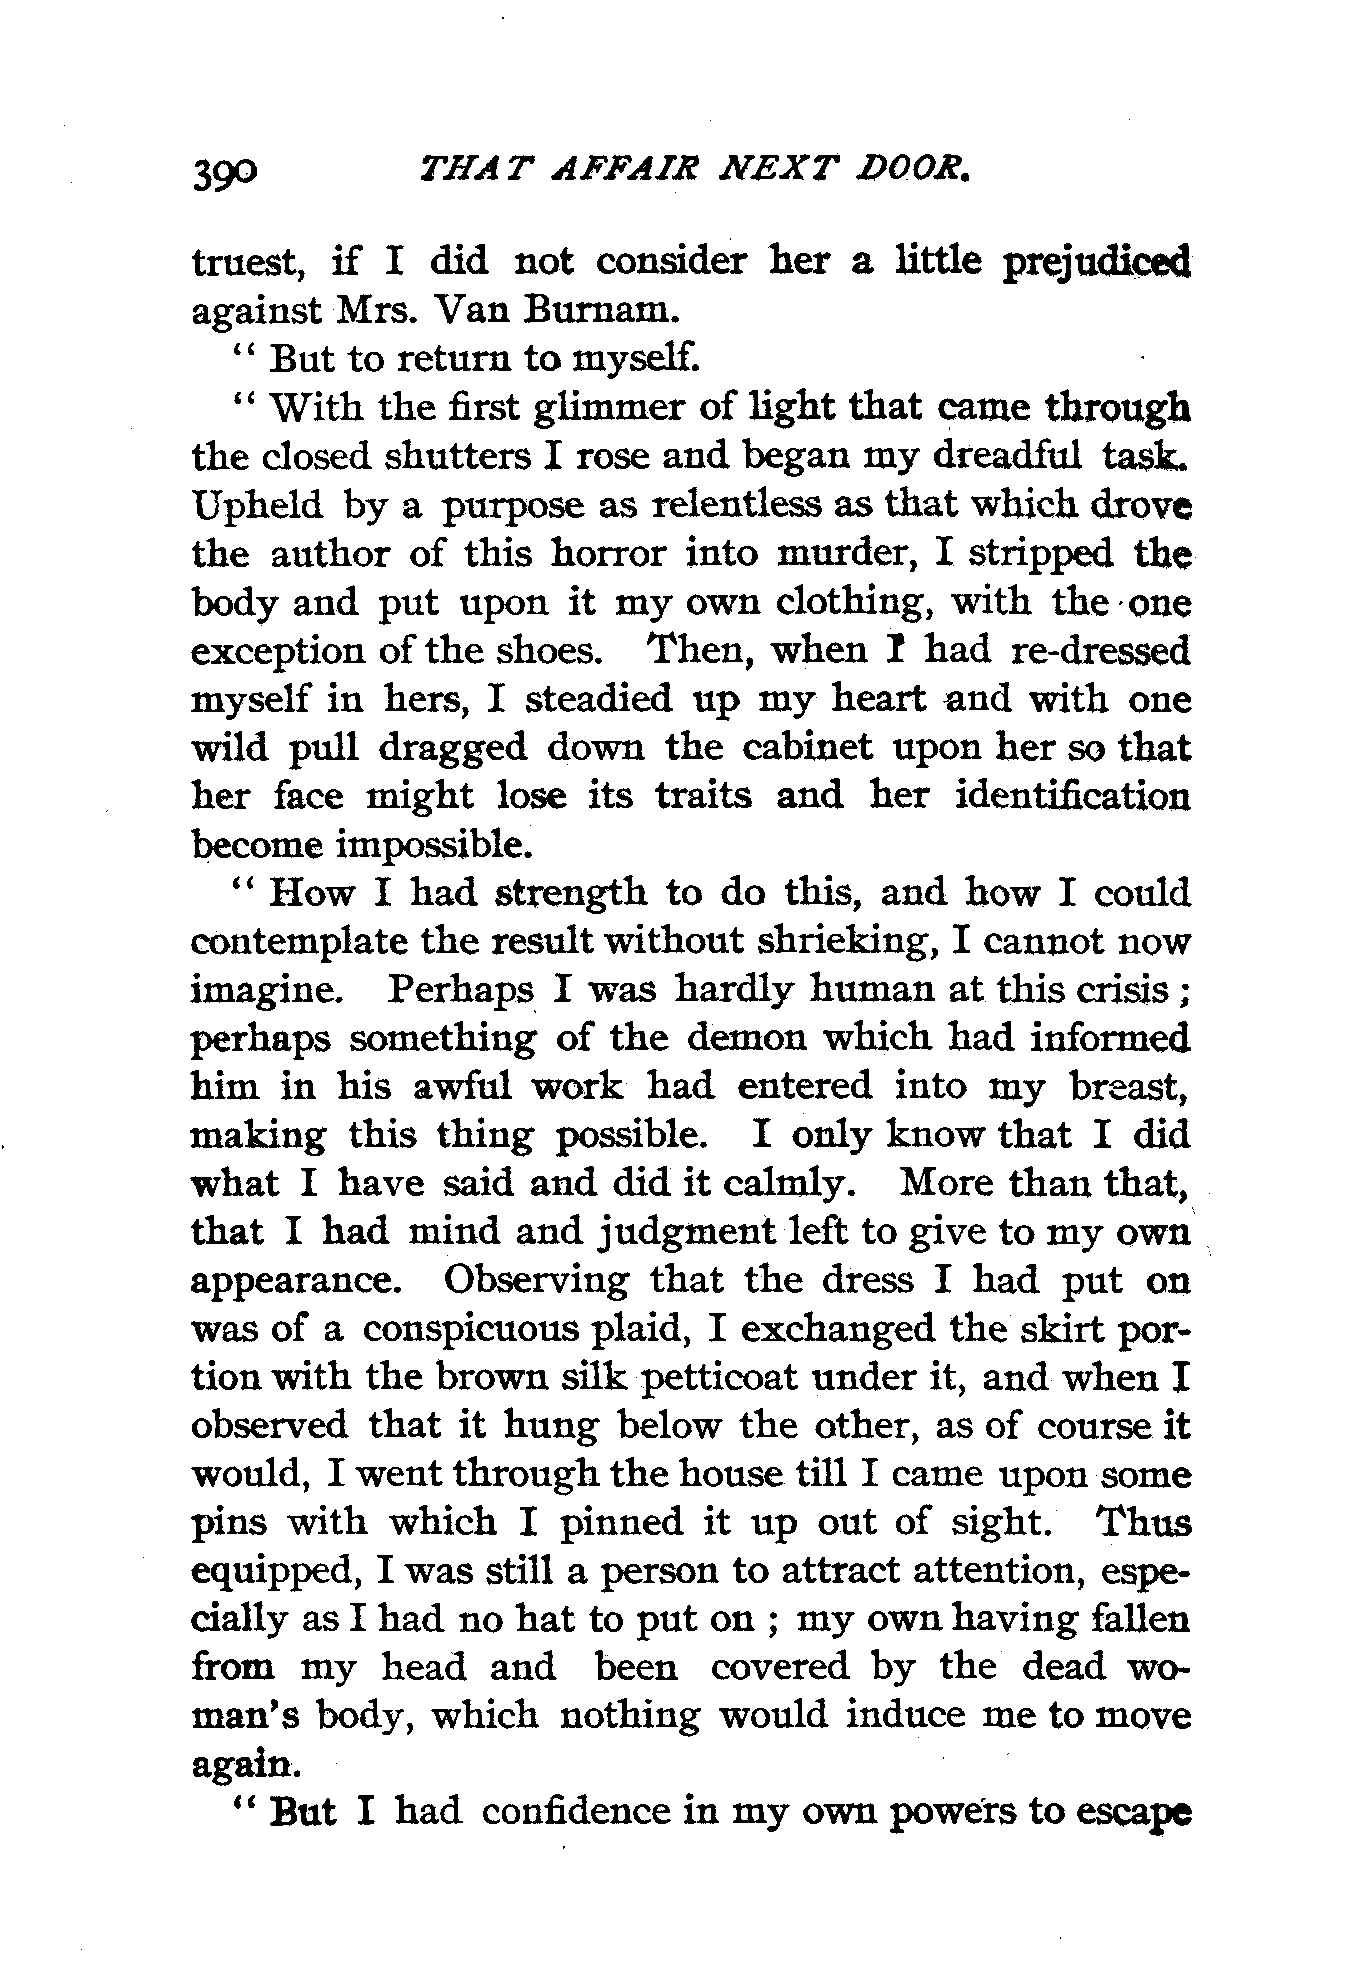 390 THAT AFFAIR NEXT DOOR.
truest, if I did not consider her a little prejudiced
against Mrs. Van Burnam.
“ But to return to myself.
“ With the first glimmer of light that came through
the closed shutters I rose and began my dreadful task.
Upheld by a purpose as relentless as that which drove
the author of this horror into murder, I stripped the
body and put upon it my own clothing, with the one
exception of the shoes. Then, when I had re-dressed
myself in hers, I steadied up my heart and with one
wild pull dragged down the cabinet upon her so that
her face might lose its traits and her identification
become impossible.
“ How I had strength to do this, and how I could
contemplate the result without shrieking, I cannot now
imagine. Perhaps I was hardly human at this crisis ;
perhaps something of the demon which had informed
him in his awful work had entered into my breast,
making this thing possible. I only know that I did
what I have said and did it calmly. More than that,
that I had mind and judgment left to give to my own
appearance. Observing that the dress I had put on
was of a conspicuous plaid, I exchanged the skirt por-
tion with the brown silk petticoat under it, and when I
observed that it hung below the other, as of course it
would, I went through the house till I came upon some
pins with which I pinned it up out of sight. Thus
equipped, I was still a person to attract attention, espe-
cially as I had no hat to put on ; my own having fallen
from my head and been covered by the dead wo-
man's body, which nothing would induce me to move
again.
“ But I had confidence in my own powers to escape